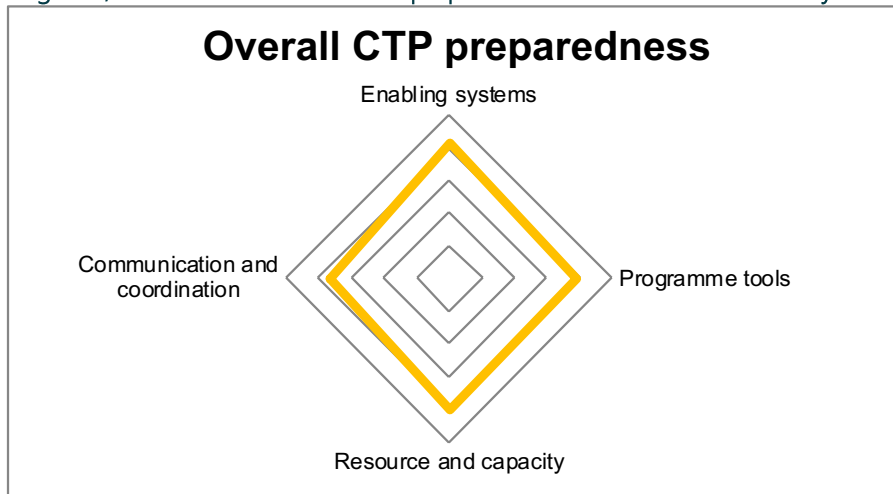 Overall CTP preparedness
Enabling systems
Communication and
coordination
Programme tools
Resource and capacity